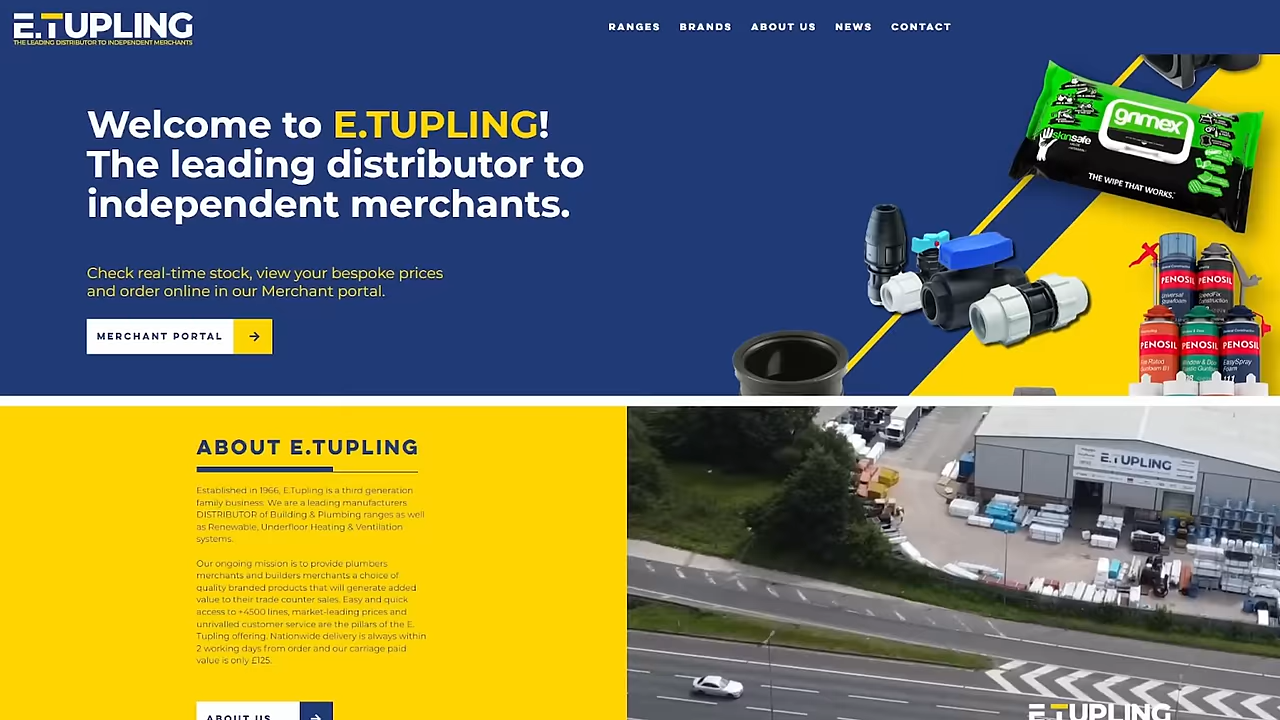 E.TUPLING
THE LEADING DISTRIBUTOR TO INDEPENDENT MERCHANTS
RANGES BRANDS ABOUT US NEWS CONTACT
Welcome to E.TUPLING!
The leading distributor to
independent merchants.
Check real-time stock, view your bespoke prices
and order online in our Merchant portal.
MERCHANT PORTAL
grimex
skinsafe
THE WIPE THAT WORKS.
PENOSIL PENOSIL
PENOSIL PENOSIL PENOSIL
EasySpray
Foam
ABOUT E.TUPLING
Established in 1966, E.Tupling is a third generation
family business. We are a leading manufacturers
DISTRIBUTOR of Building & Plumbing ranges as well
as Renewable, Underfloor Heating & Ventilation
systems.
Our ongoing mission is to provide plumbers
merchants and builders merchants a choice of
quality branded products that will generate added
value to their trade counter sales. Easy and quick
access to +4500 lines, market-leading prices and
unrivalled customer service are the pillars of the E.
Tupling offering. Nationwide delivery is always within
2 working days from order and our carriage paid
value is only £125.
ABOUT US
E.TUPLING
E.TUPLING